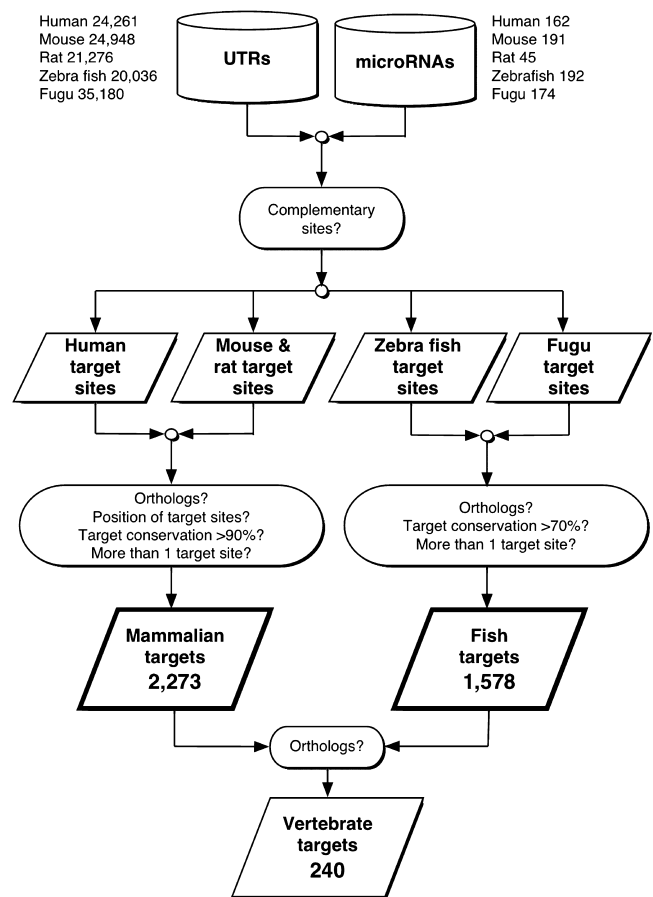 Human 24,261
Mouse 24,948
Rat 21,276
Zebra fish 20,036
Fugu 35,180
UTRs
microRNAs
Human 162
Mouse 191
Rat 45
Zebrafish 192
Fugu 174
Complementary
sites?
Human
target
sites
Mouse &
rat target
sites
Zebra fish
target
sites
Fugu
target
sites
Orthologs?
Position of target sites?
Target conservation >90%?
More than 1 target site?
Orthologs?
Target conservation >70%?
More than 1 target site?
Mammalian
targets
2,273
Fish
targets
1,578
Orthologs?
Vertebrate
targets
240